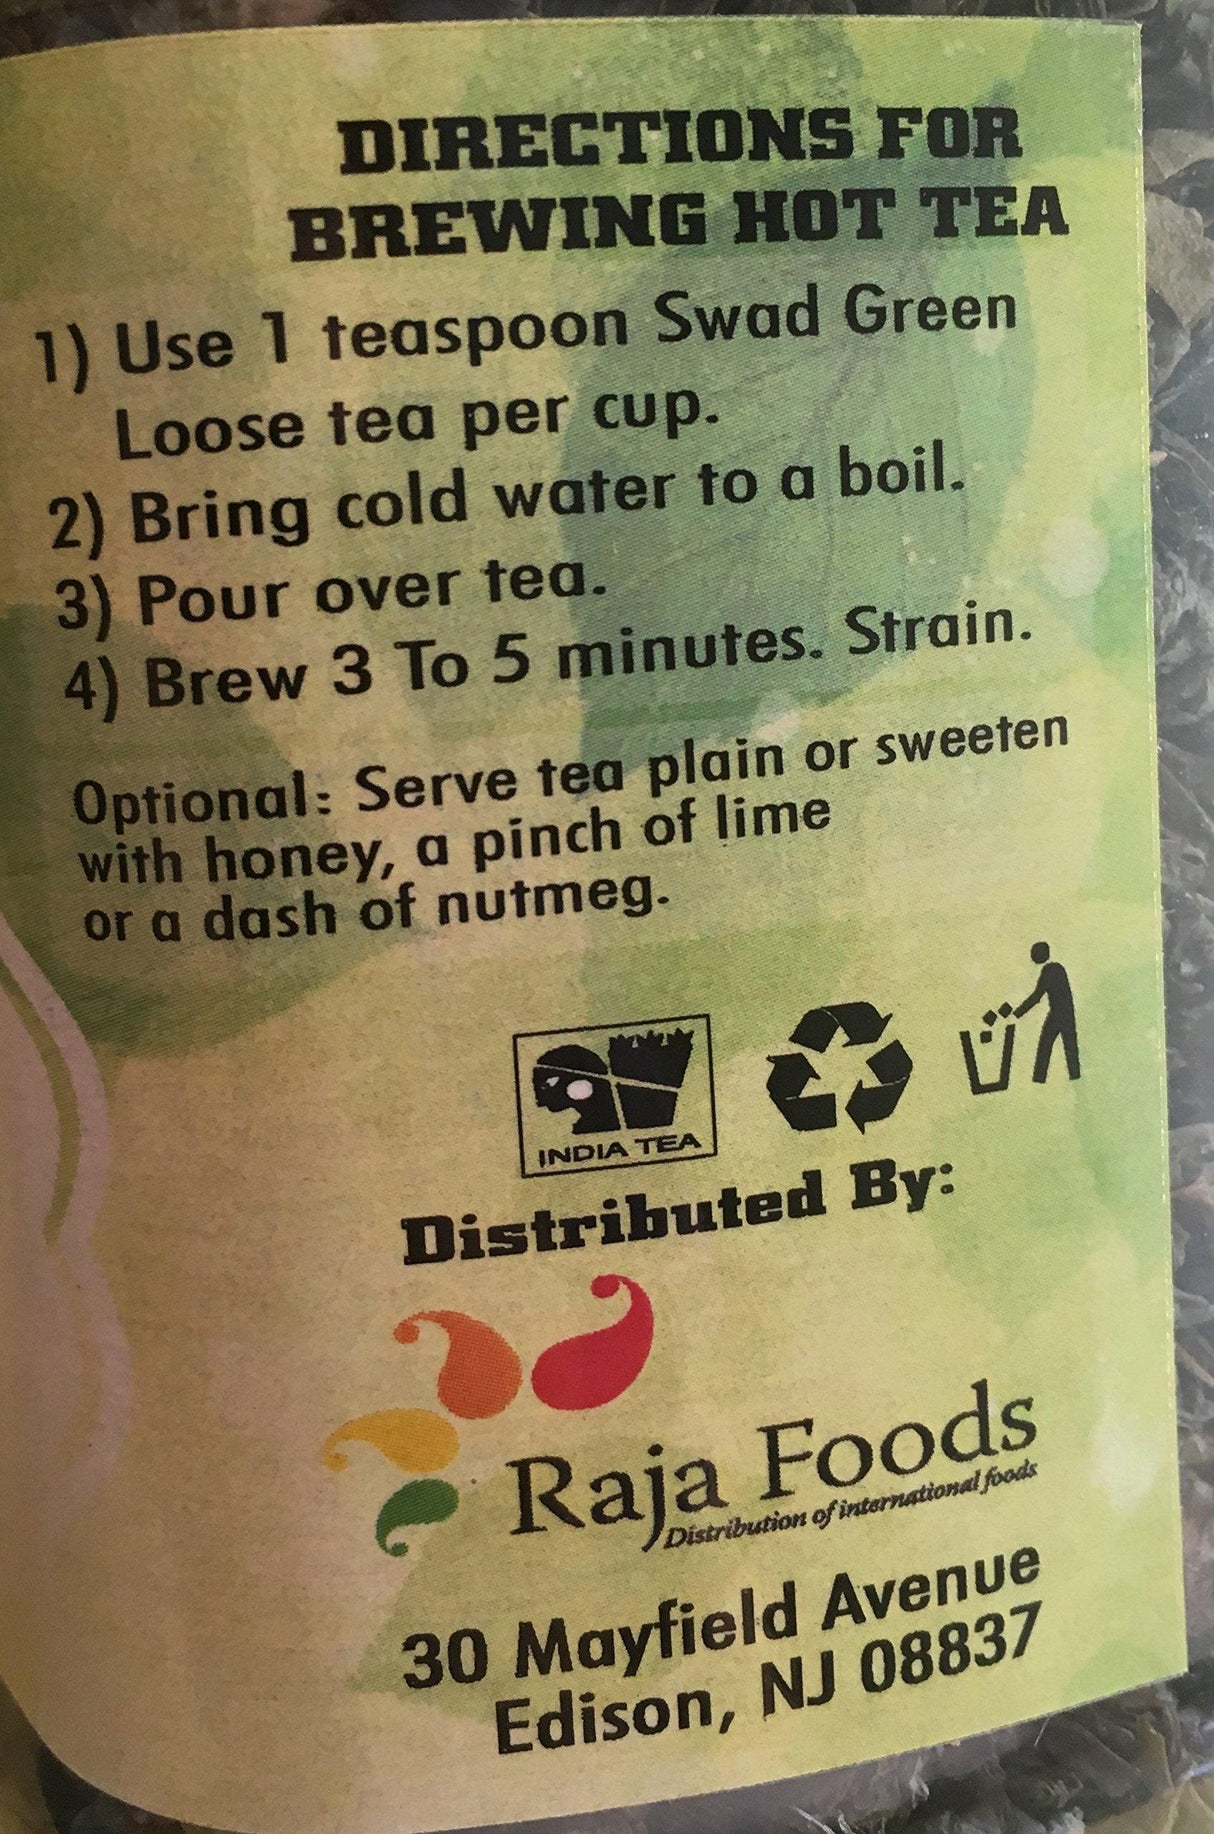 DIRECTIONS FOR
BREWING HOT TEA
1) Use 1 teaspoon Swad Green
Loose tea per cup.
2) Bring cold water to a boil.
3) Pour over tea.
4) Brew 3 To 5 minutes. Strain.
Optional: Serve tea plain or sweeten
with honey, a pinch of lime
or a dash of nutmeg.
INDIA TEA
Distributed By:
Raja Foods
Distribution of international foods
30 Mayfield Avenue
Edison, NJ 08837